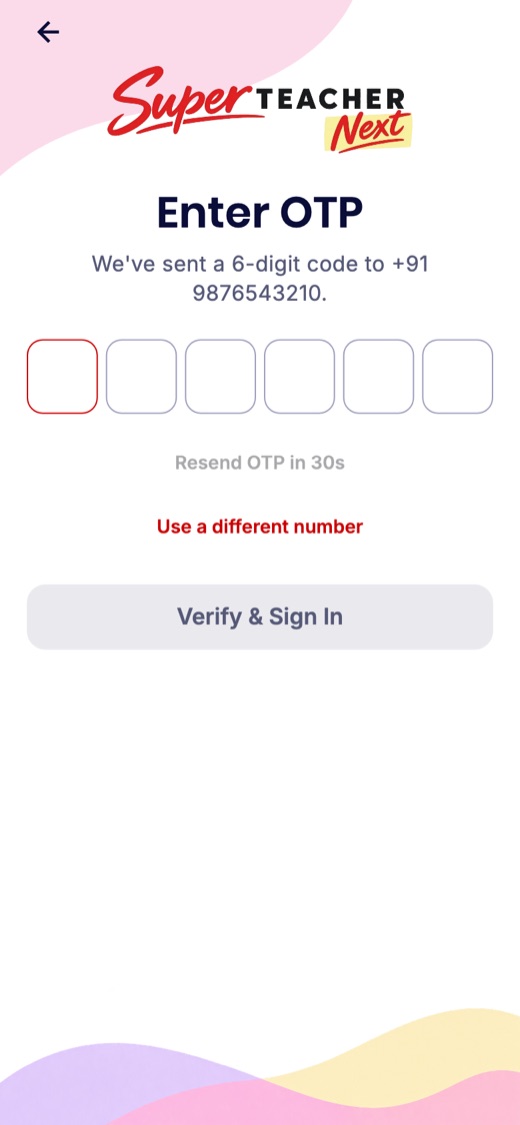 Super TEACHER
Next
Enter OTP
We've sent a 6-digit code to +91
9876543210.
Resend OTP in 30s
Use a different number
Verify & Sign In